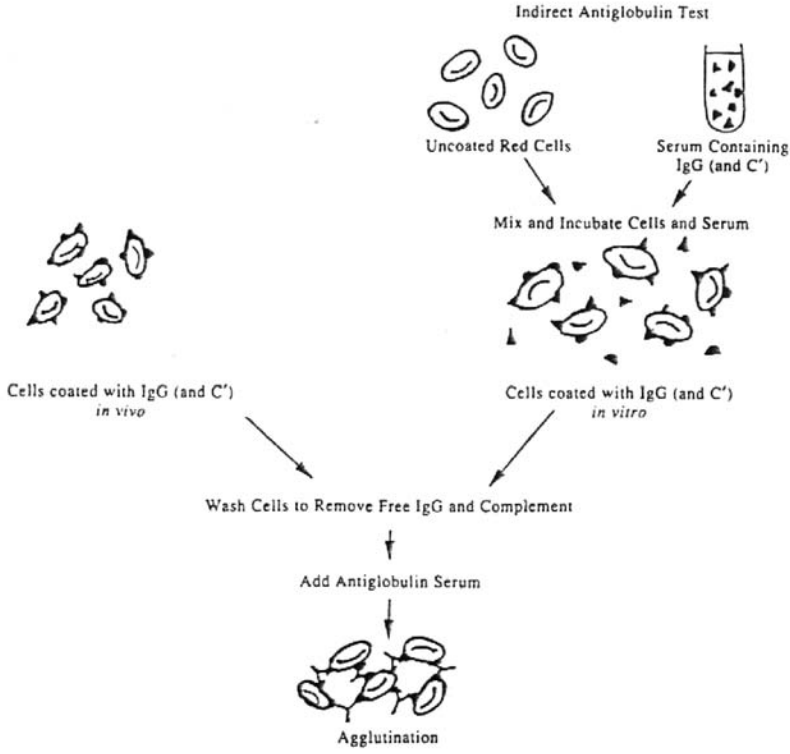 Indirect Antiglobulin Test
Uncoated Red Cells
Serum Containing
IgG (and C′)
Mix and Incubate Cells and Serum
Cells coated with IgG (and C′)
in vivo
Cells coated with IgG (and C′)
in vitro
Wash Cells to Remove Free IgG and Complement
Add Antiglobulin Serum
Agglutination